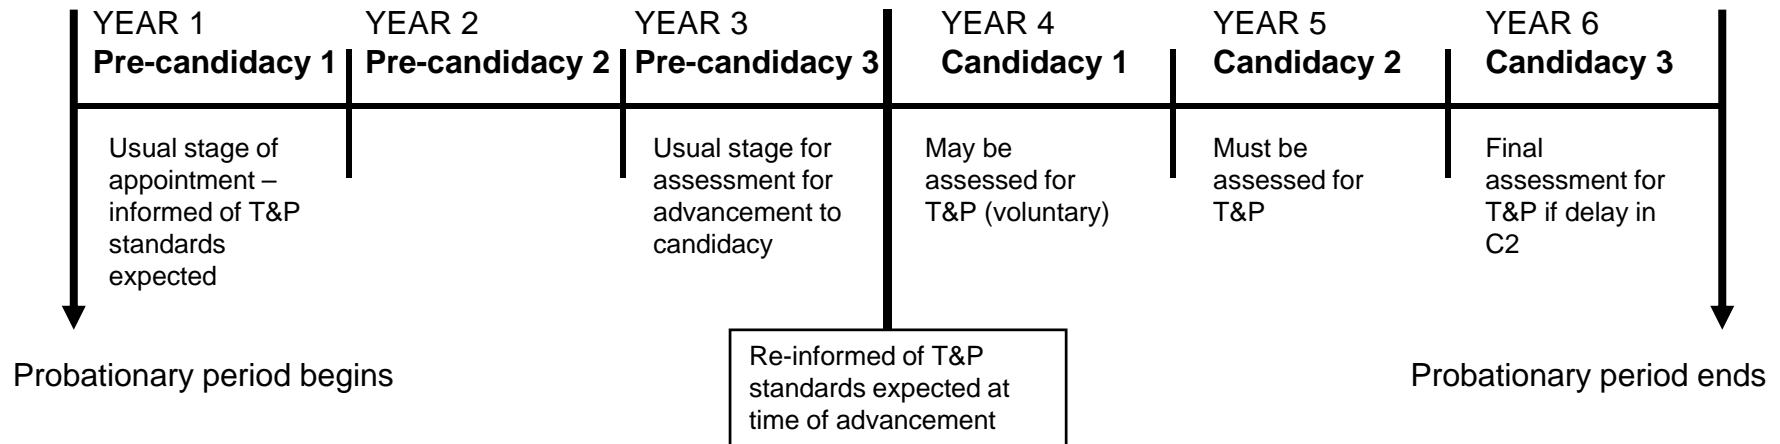 YEAR 1
Pre-candidacy 1
YEAR 2
Pre-candidacy 2
YEAR 3
Pre-candidacy 3
YEAR 4
Candidacy 1
YEAR 5
Candidacy 2
YEAR 6
Candidacy 3
Usual stage of
appointment –
informed of T&P
standards
expected
Usual stage for
assessment for
advancement to
candidacy
May be
assessed for
T&P (voluntary)
Must be
assessed for
T&P
Final
assessment for
T&P if delay in
C2
Probationary period begins
Re-informed of T&P
standards expected at
time of advancement
Probationary period ends